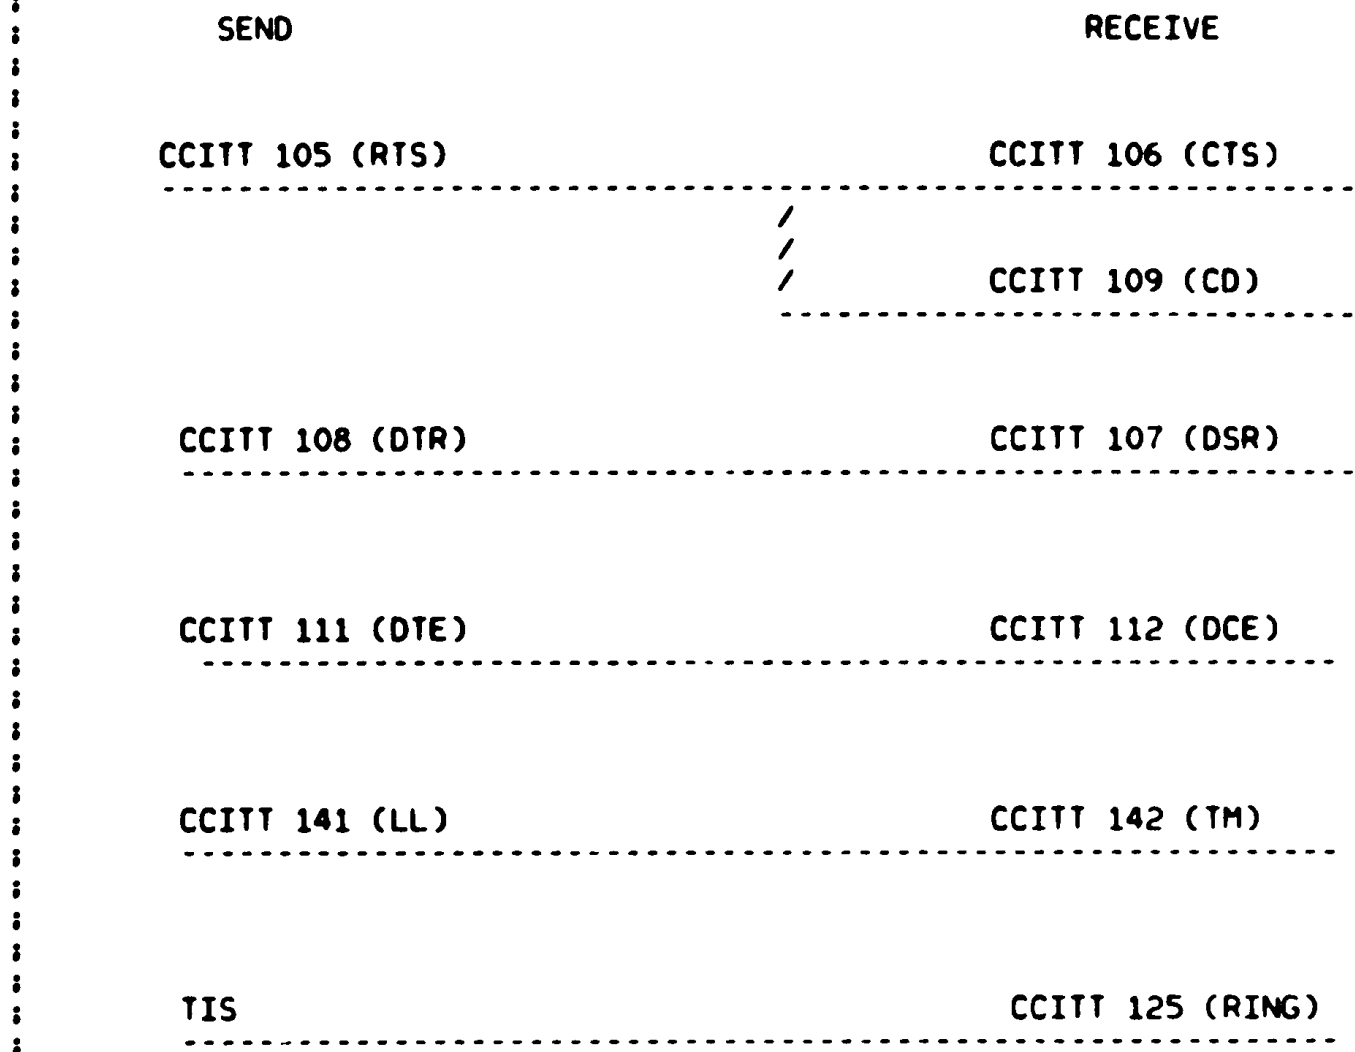 SEND RECEIVE
CCITT 105 (RTS) CCITT 106 (CTS)
-------------------------------------------------------------
/
/
/ CCITT 109 (CD)
------------------------------
CCITT 108 (DTR) CCITT 107 (DSR)
-------------------------------------------------------------
CCITT 111 (DTE) CCITT 112 (DCE)
-----------------------------------------------------------
CCITT 141 (LL) CCITT 142 (TM)
-------------------------------------------------------------
TIS CCITT 125 (RING)
-------------------------------------------------------------